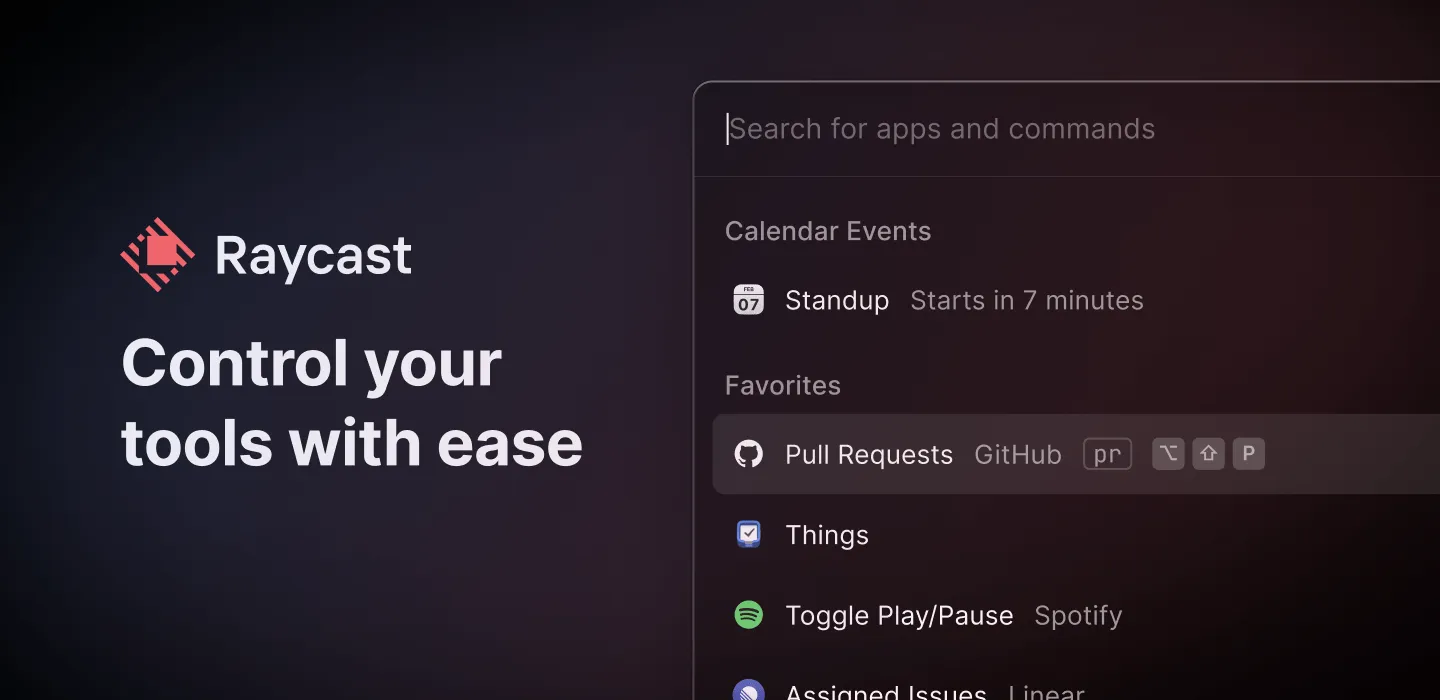 Raycast
Control your
tools with ease
Search for apps and commands
Calendar Events
FEB
07
Standup Starts in 7 minutes
Favorites
Pull Requests GitHub pr ⌥ ⇧ P
Things
Toggle Play/Pause Spotify
Assigned Issues Linear